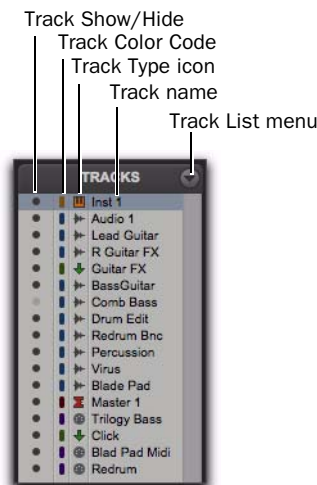 Track Show/Hide
Track Color Code
Track Type icon
Track name
Track List menu
TRACKS
Inst 1
Audio 1
Lead Guitar
R Guitar FX
Guitar FX
BassGuitar
Comb Bass
Drum Edit
Redrum Bnc
Percussion
Virus
Blade Pad
Master 1
Trilogy Bass
Click
Blad Pad Midi
Redrum